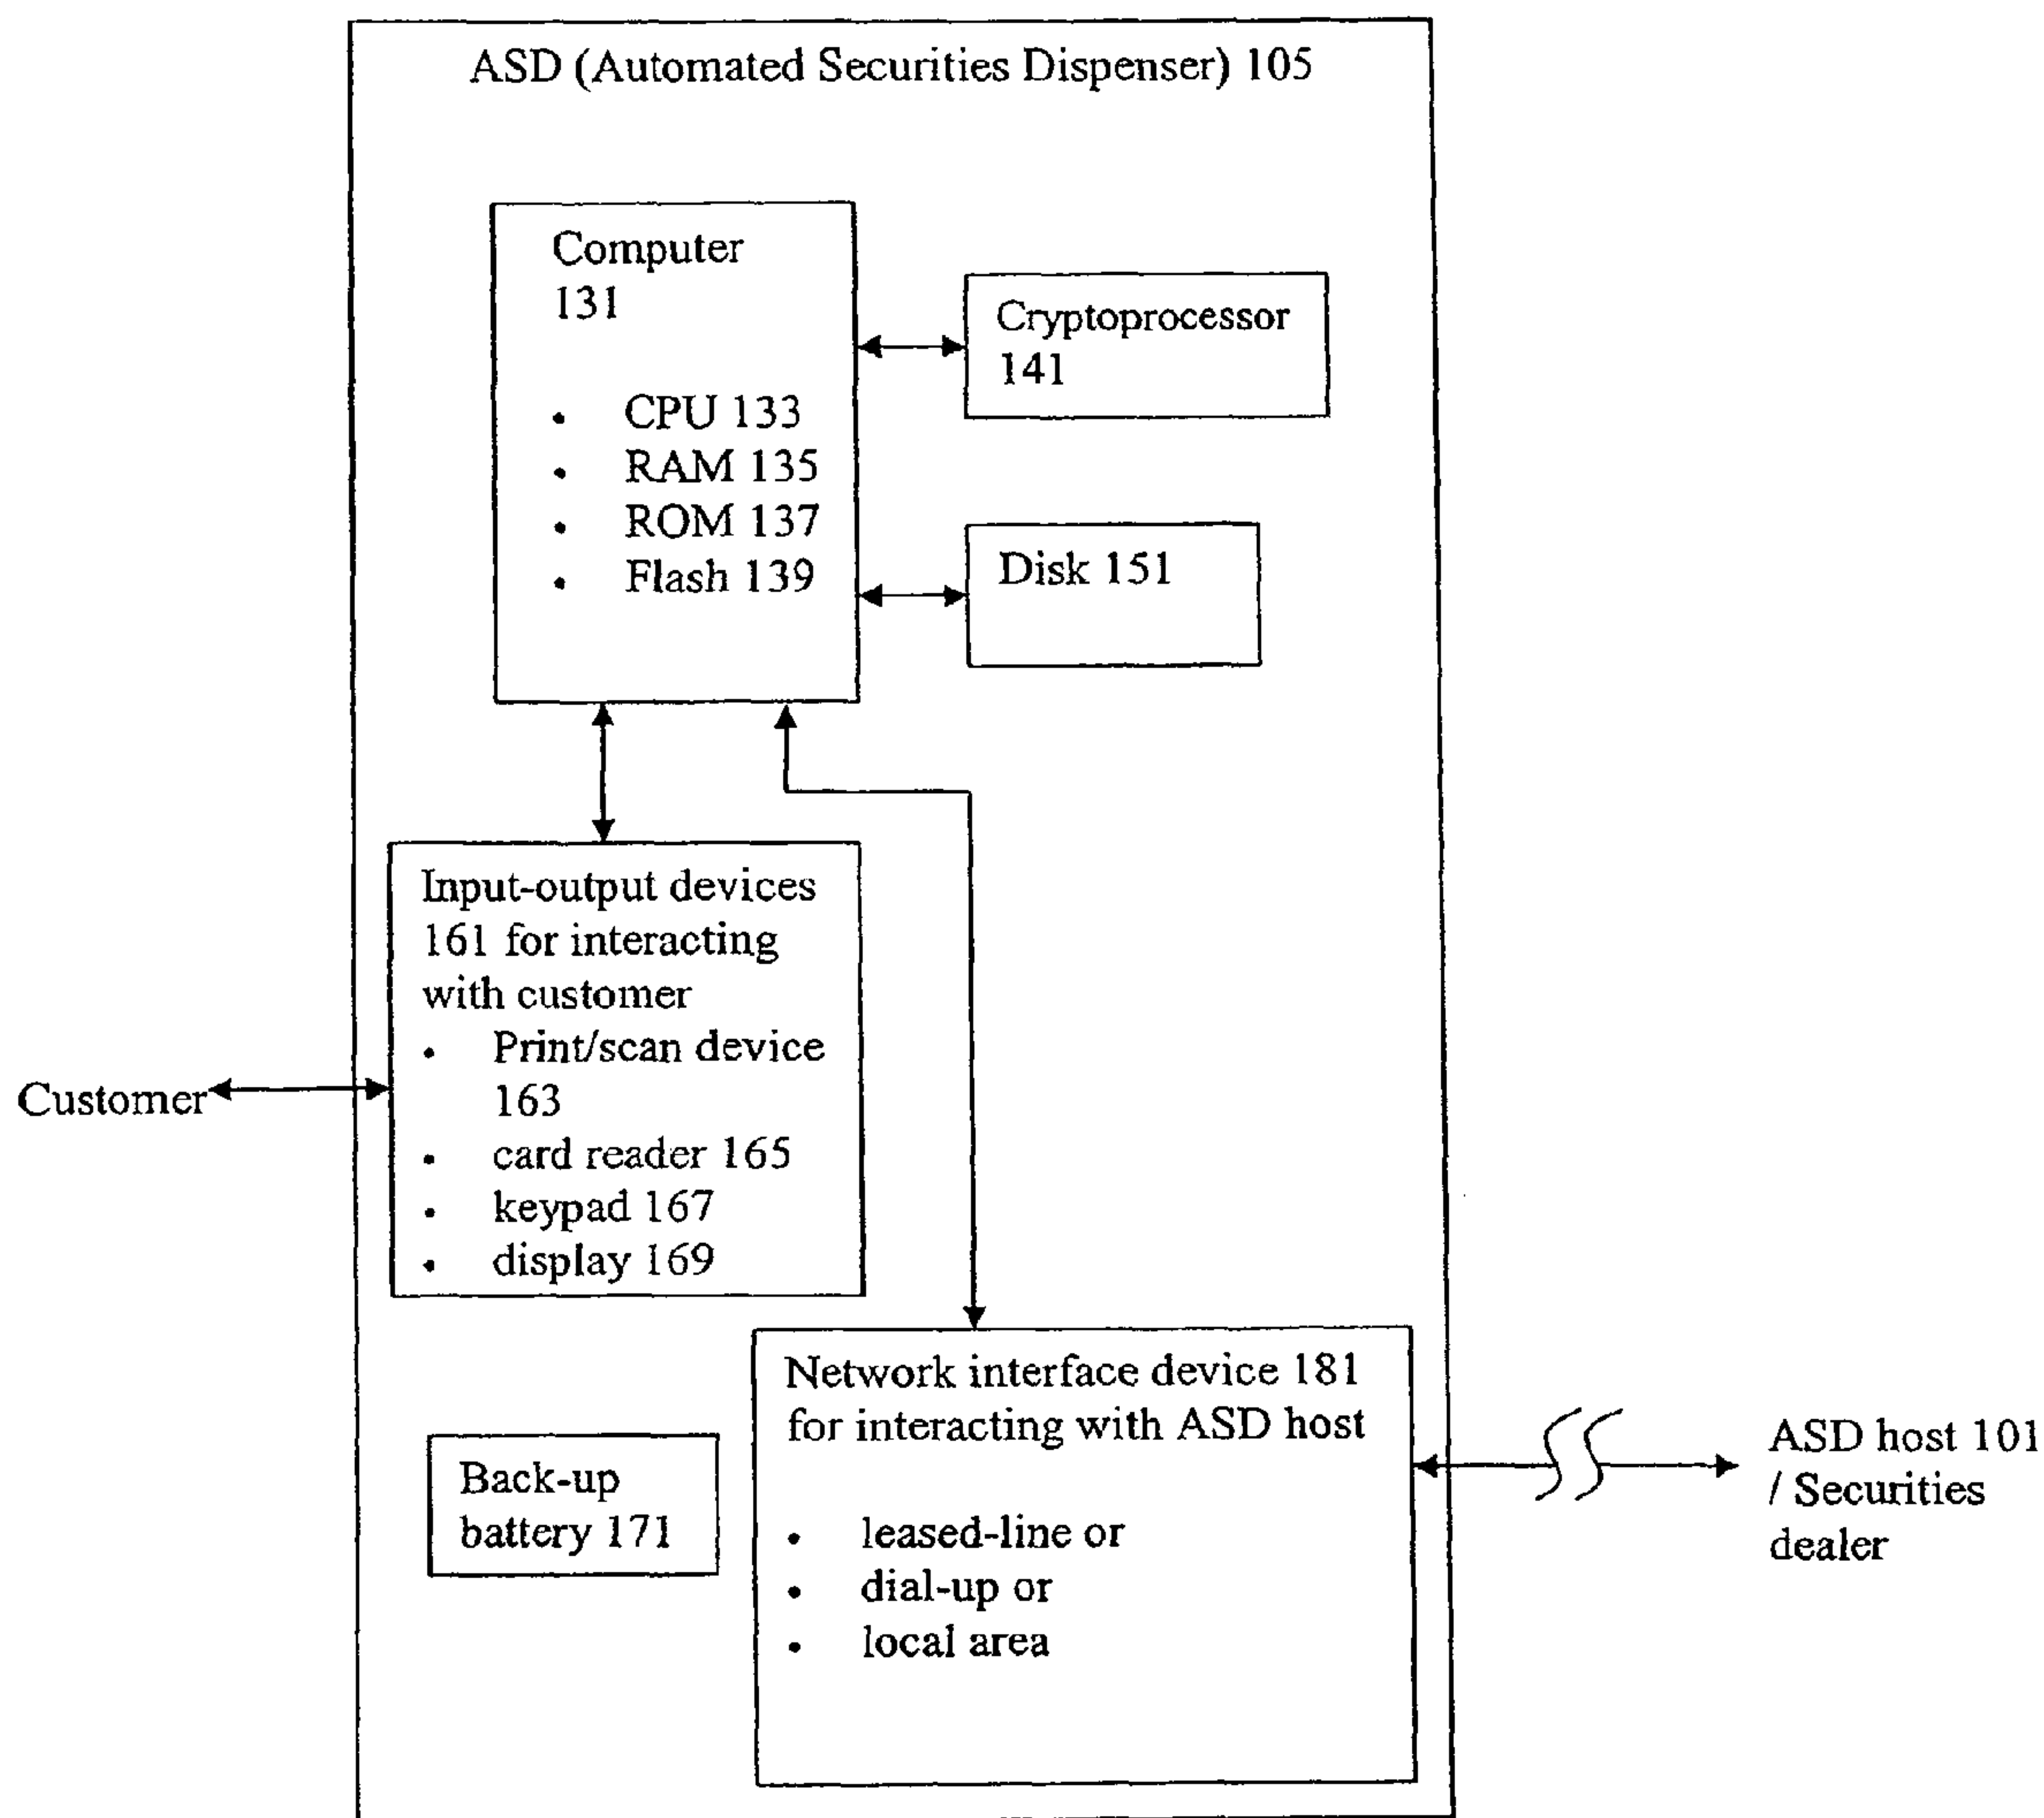 ASD (Automated Securities Dispenser) 105
Computer
131
• CPU 133
• RAM 135
• ROM 137
• Flash 139
Cryptoprocessor
141
Disk 151
Input-output devices
161 for interacting
with customer
• Print/scan device
163
• card reader 165
• keypad 167
• display 169
Customer
Network interface device 181
for interacting with ASD host
• leased-line or
• dial-up or
• local area
Back-up
battery 171
ASD host 101
/ Securities
dealer